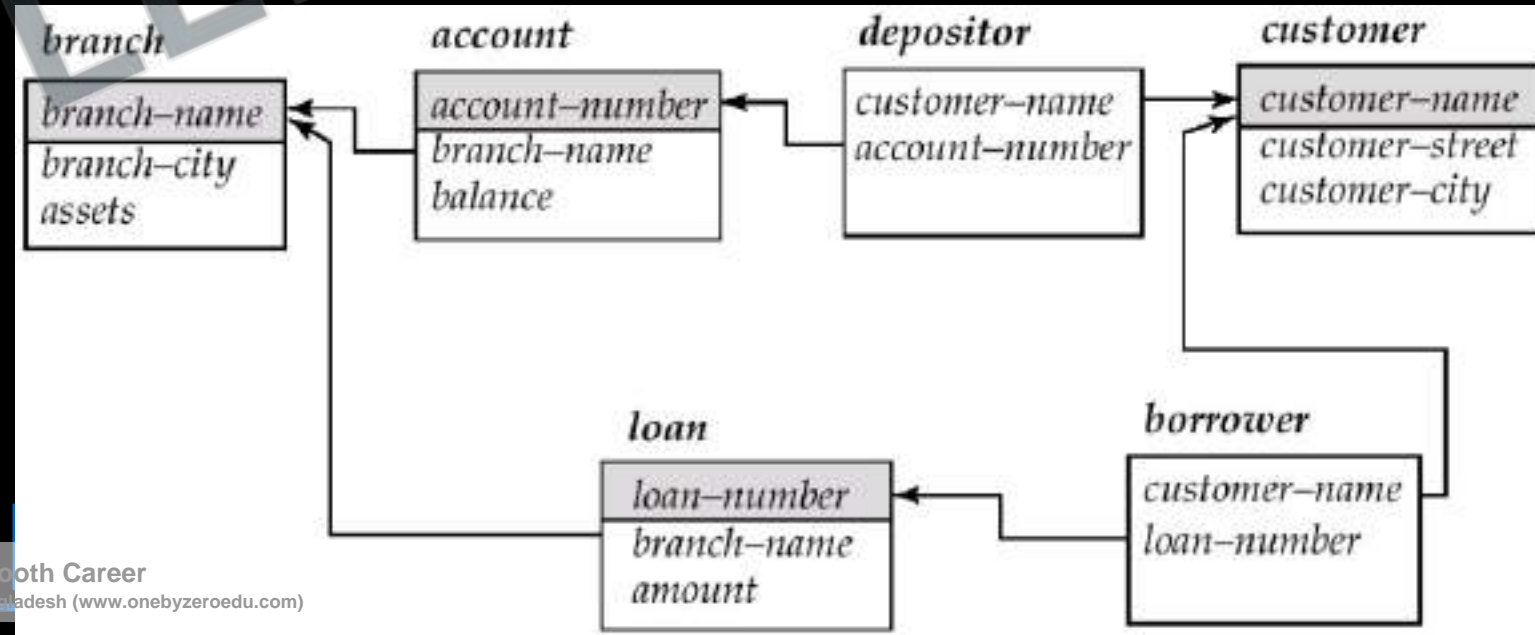 branch
branch–name
branch–city
assets
account
account–number
branch–name
balance
depositor
customer–name
account–number
customer
customer–name
customer–street
customer–city
loan
loan–number
branch–name
amount
borrower
customer–name
loan–number
ooth Career
gladesh (www.onebyzeroedu.com)